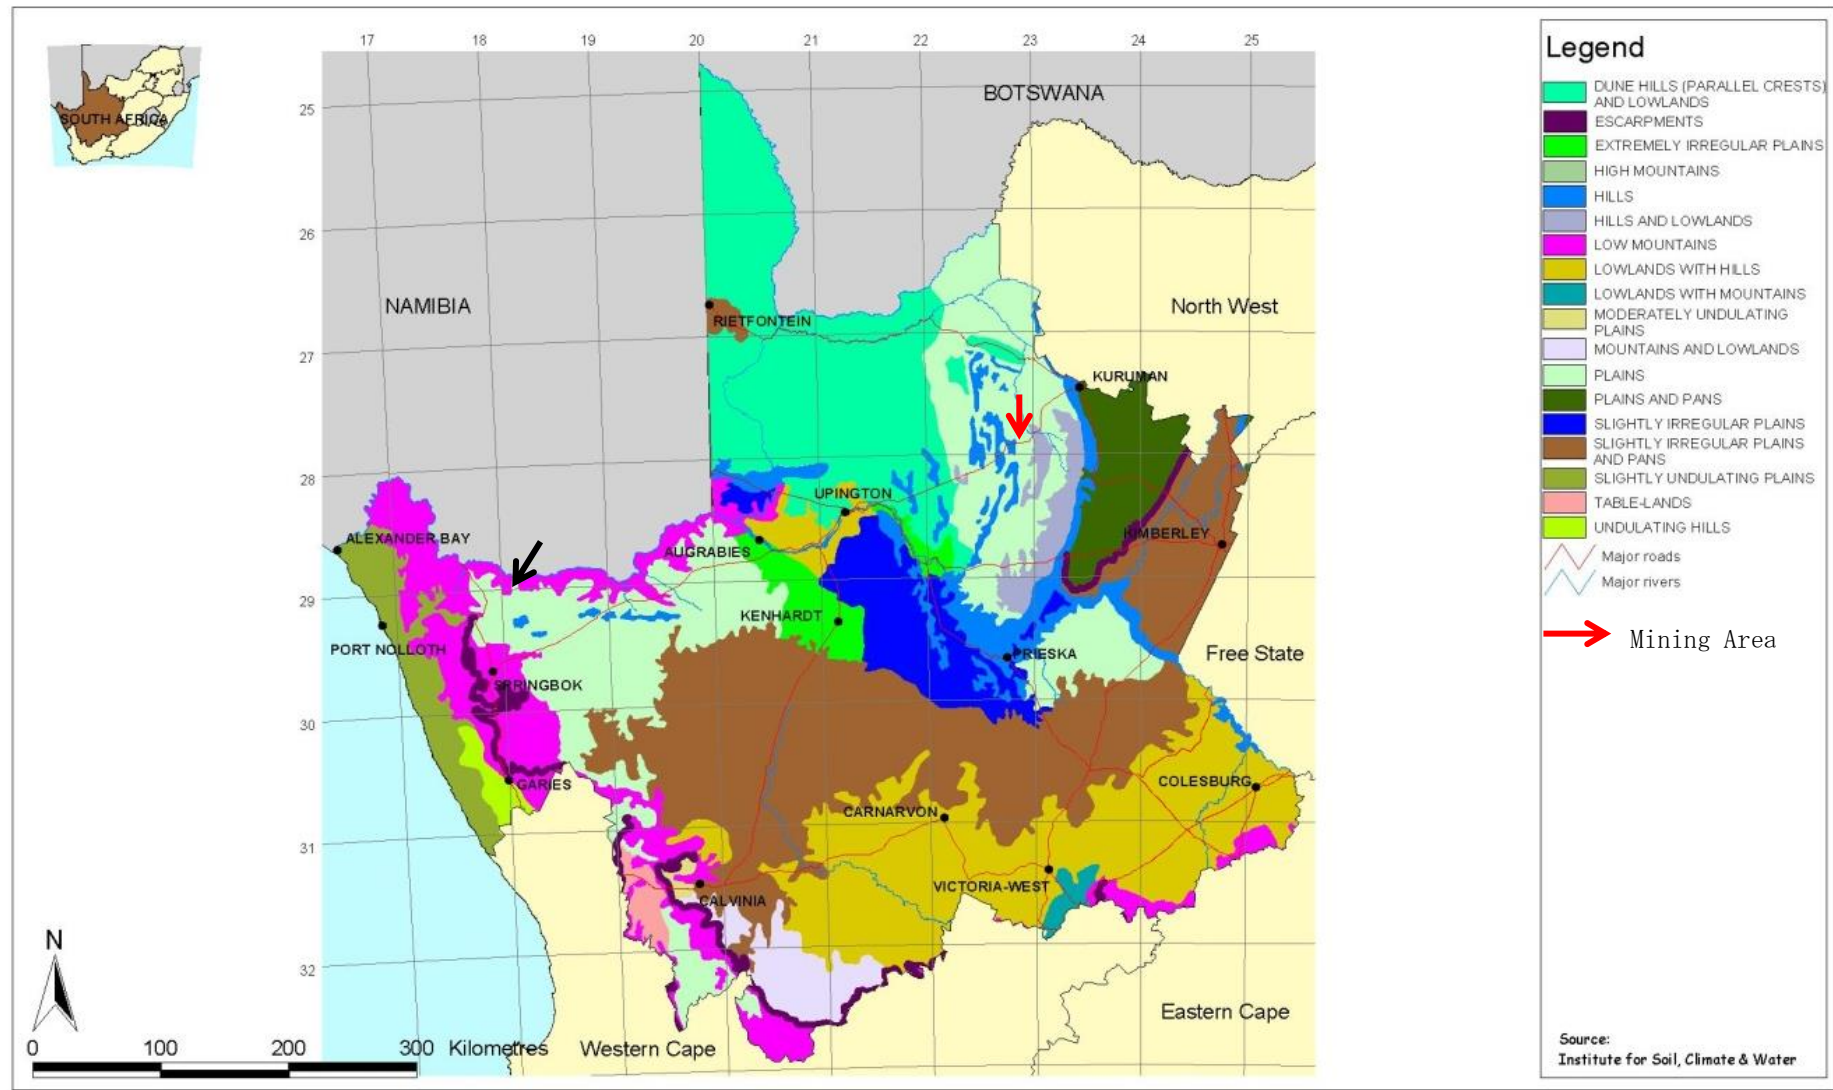 SOUTH AFRICA
17 18 19 20 21 22 23 24 25
25
26
27
28
29
30
31
32
BOTSWANA
NAMIBIA
North West
RIETFONTEIN
KURUMAN
UPINGTON
KIMBERLEY
ALEXANDER BAY
AUGRABIES
KENHARDT
PORT NOLLOTH
PRIESKA
Free State
SPRINGBOK
GARIES
COLESBURG
CARNARVON
VICTORIA-WEST
CALVINIA
Eastern Cape
Western Cape
N
0 100 200 300 Kilometres
Legend
DUNE HILLS (PARALLEL CRESTS)
AND LOWLANDS
ESCARPMENTS
EXTREMELY IRREGULAR PLAINS
HIGH MOUNTAINS
HILLS
HILLS AND LOWLANDS
LOW MOUNTAINS
LOWLANDS WITH HILLS
LOWLANDS WITH MOUNTAINS
MODERATELY UNDULATING
PLAINS
MOUNTAINS AND LOWLANDS
PLAINS
PLAINS AND PANS
SLIGHTLY IRREGULAR PLAINS
SLIGHTLY IRREGULAR PLAINS
AND PANS
SLIGHTLY UNDULATING PLAINS
TABLE-LANDS
UNDULATING HILLS
Major roads
Major rivers
Mining Area
Source:
Institute for Soil, Climate & Water